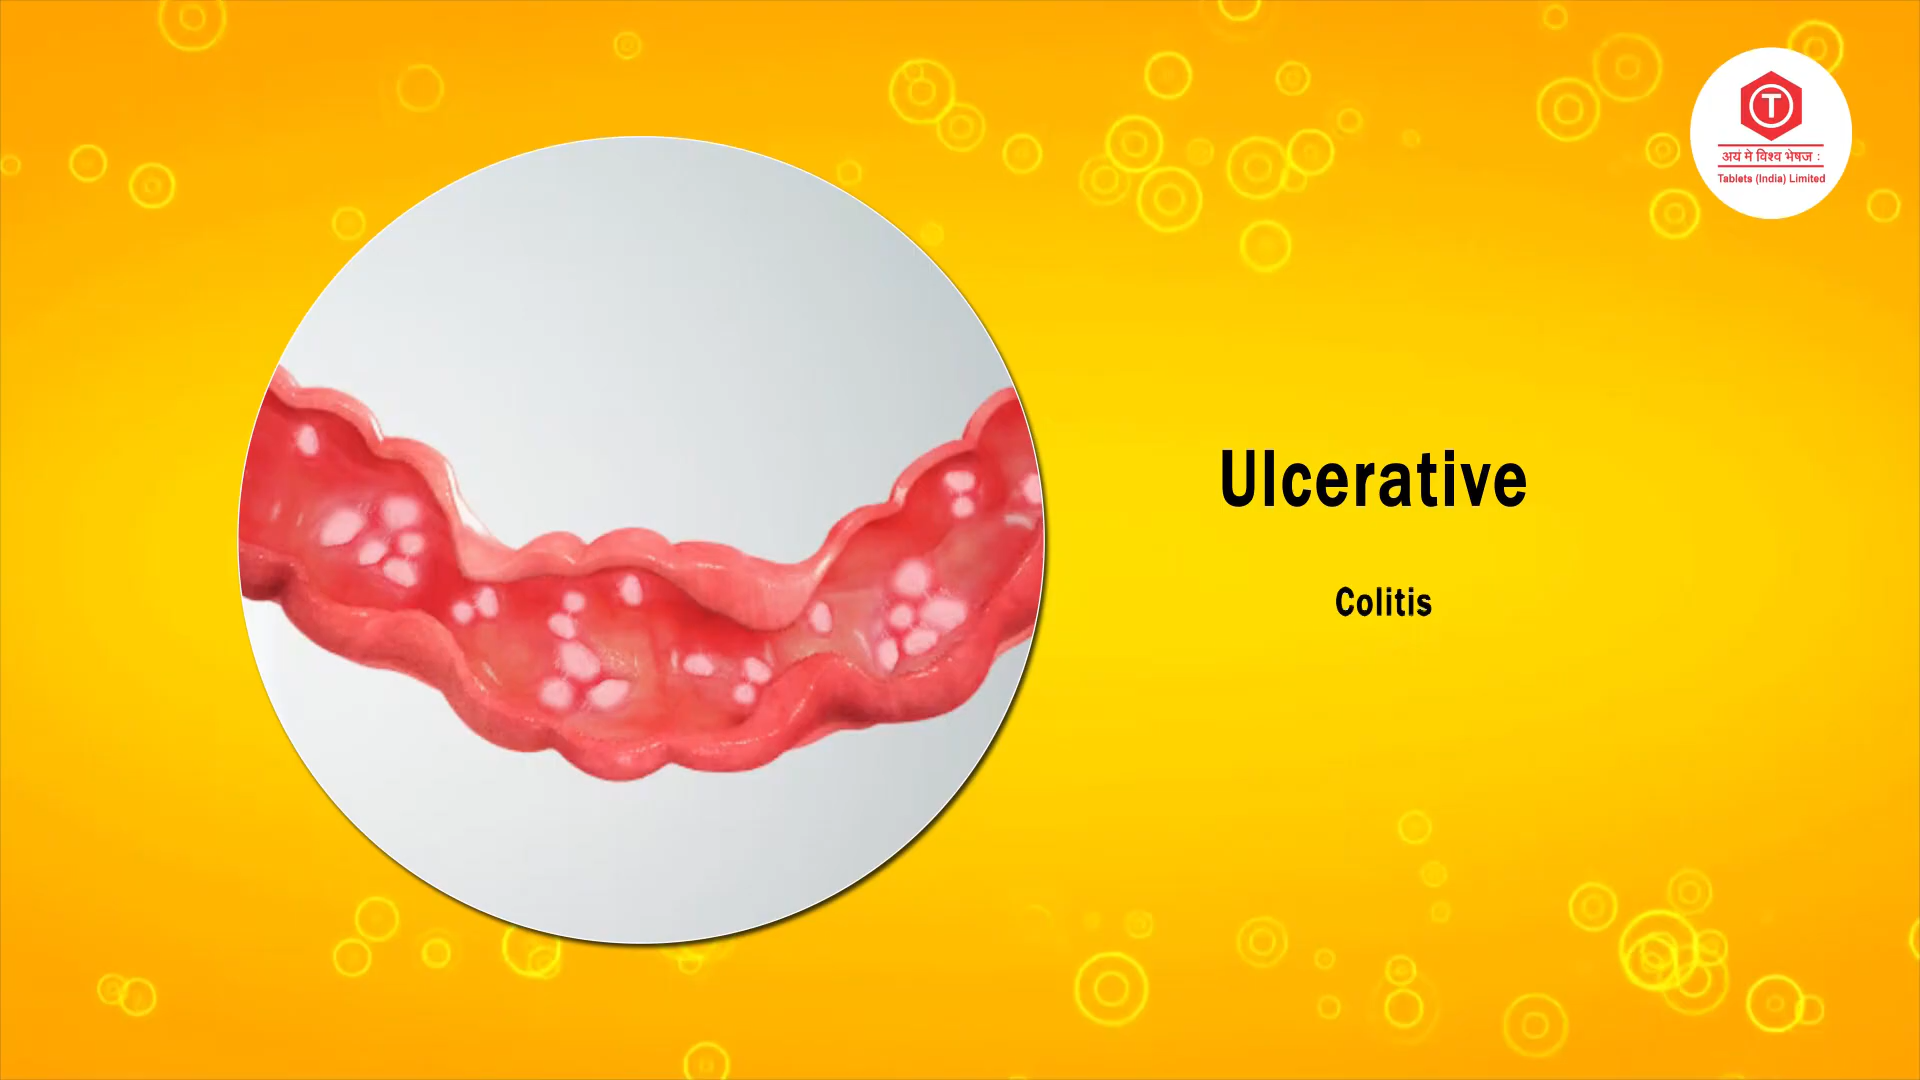 T
अयं मे विश्व भेषज :
Tablets (India) Limited
Ulcerative
Colitis